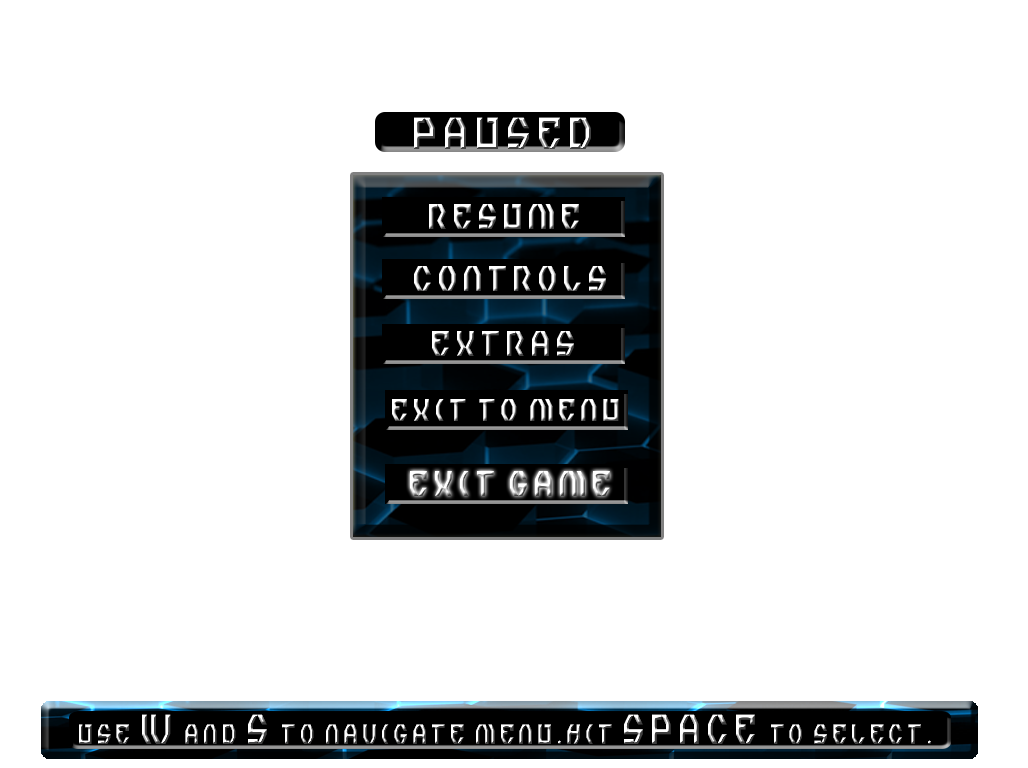 PAUSED
RESUME
CONTROLS
EXTRAS
EXIT TO MENU
EXIT GAME
USE W AND S TO NAVIGATE MENU.HIT SPACE TO SELECT.